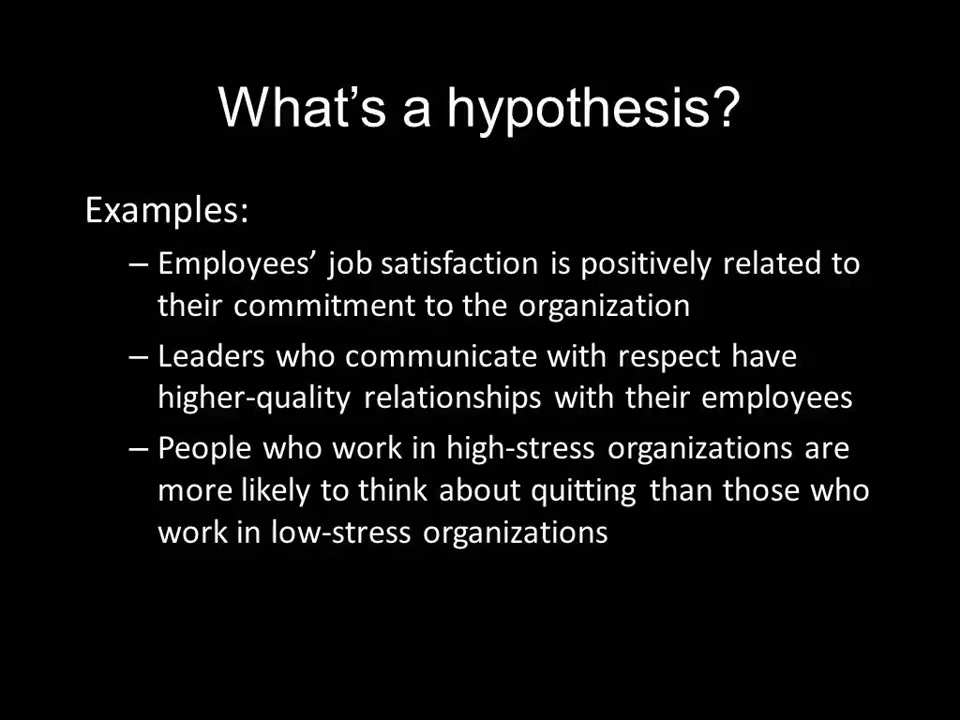 What’s a hypothesis?
Examples:
– Employees’ job satisfaction is positively related to
their commitment to the organization
– Leaders who communicate with respect have
higher-quality relationships with their employees
– People who work in high-stress organizations are
more likely to think about quitting than those who
work in low-stress organizations